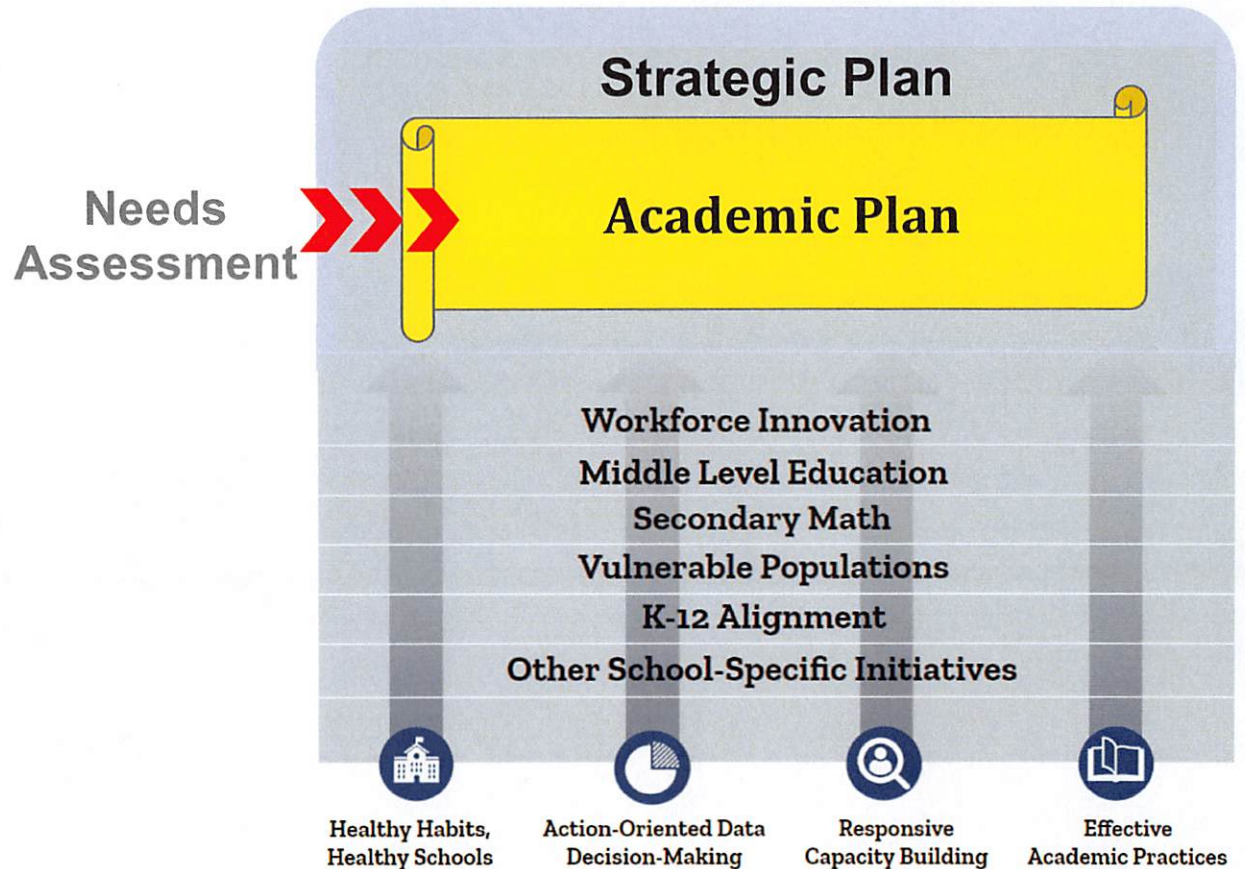 Strategic Plan
Needs
Assessment
Academic Plan
Workforce Innovation
Middle Level Education
Secondary Math
Vulnerable Populations
K-12 Alignment
Other School-Specific Initiatives
Healthy Habits,
Healthy Schools
Action-Oriented Data
Decision-Making
Responsive
Capacity Building
Effective
Academic Practices